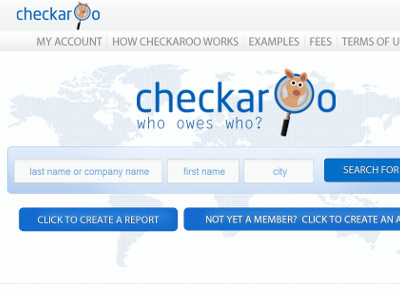 checkaroo
MY ACCOUNT HOW CHECKAROO WORKS EXAMPLES FEES TERMS OF U
checkaroo
who owes who?
last name or company name first name city SEARCH FOR
CLICK TO CREATE A REPORT NOT YET A MEMBER? CLICK TO CREATE AN A